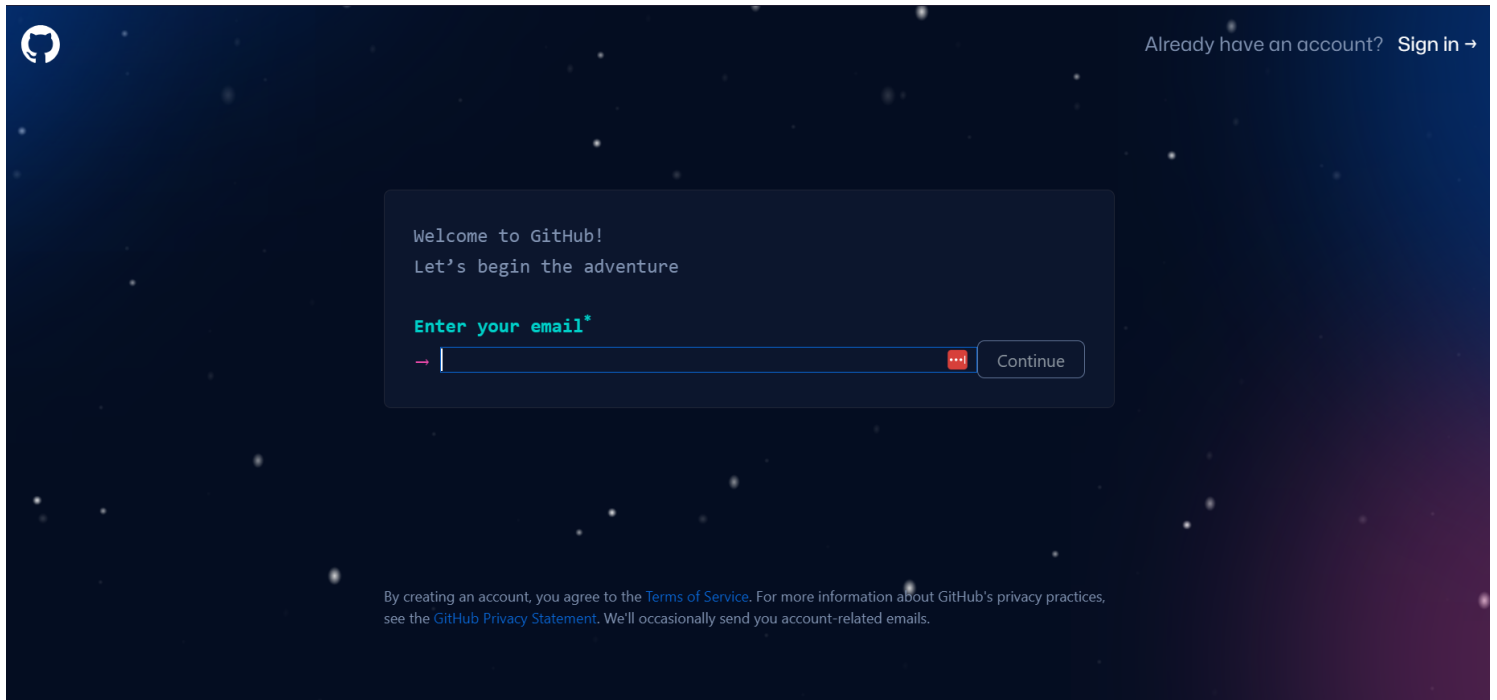 Already have an account? Sign in →
Welcome to GitHub!
Let’s begin the adventure
Enter your email*
→ Continue
By creating an account, you agree to the Terms of Service. For more information about GitHub's privacy practices,
see the GitHub Privacy Statement. We'll occasionally send you account-related emails.